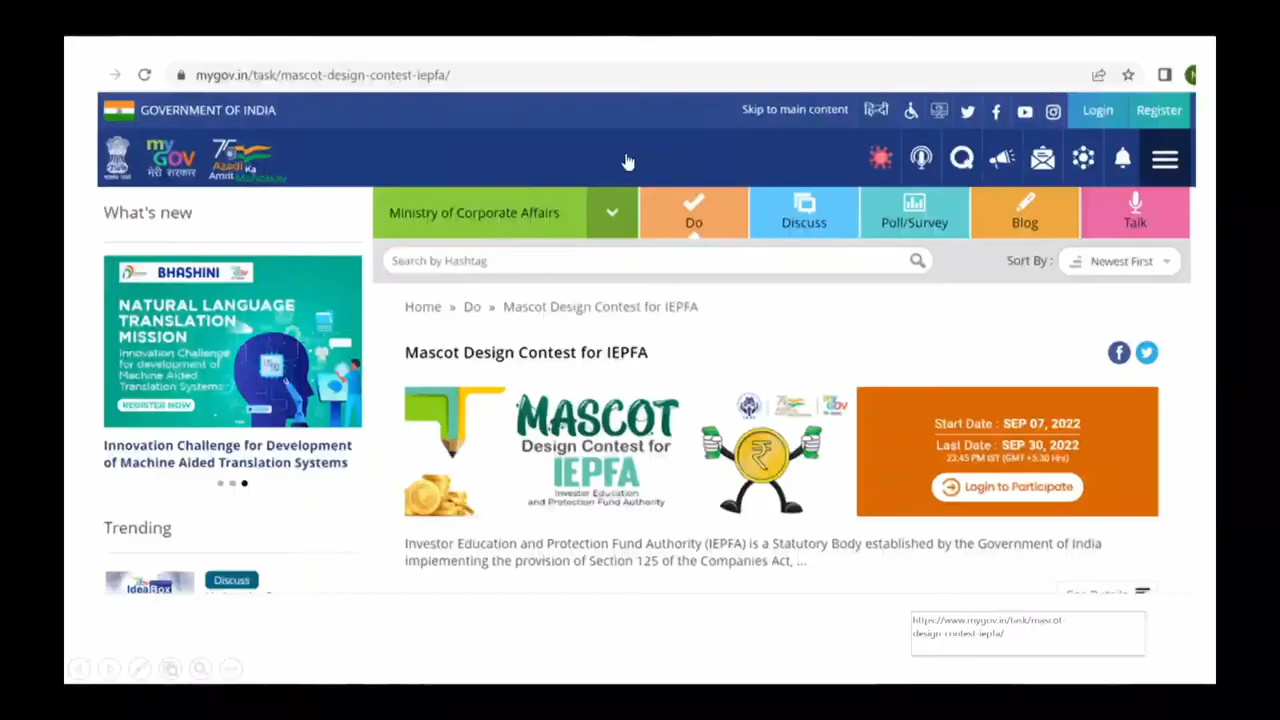 mygov.in/task/mascot-design-contest-iepfa/
GOVERNMENT OF INDIA
Skip to main content
हिन्दी
Login
Register
my
GOV
मेरी सरकार
75
Azadi
Ka
Amrit Mahotsav
What's new
Ministry of Corporate Affairs
Do
Discuss
Poll/Survey
Blog
Talk
Search by Hashtag
Sort By :
Newest First
BHASHINI
NATURAL LANGUAGE
TRANSLATION
MISSION
Innovation Challenge
for development of
Machine Aided
Translation Systems
REGISTER NOW
Innovation Challenge for Development
of Machine Aided Translation Systems
Trending
IdeaBox
Discuss
Home » Do » Mascot Design Contest for IEPFA
Mascot Design Contest for IEPFA
MASCOT
Design Contest for
IEPFA
Investor Education
and Protection Fund Authority
₹
Start Date : SEP 07, 2022
Last Date : SEP 30, 2022
23:45 PM IST (GMT +5.30 Hrs)
Login to Participate
Investor Education and Protection Fund Authority (IEPFA) is a Statutory Body established by the Government of India
implementing the provision of Section 125 of the Companies Act, ...
See Details
https://www.mygov.in/task/mascot-
design-contest-iepfa/